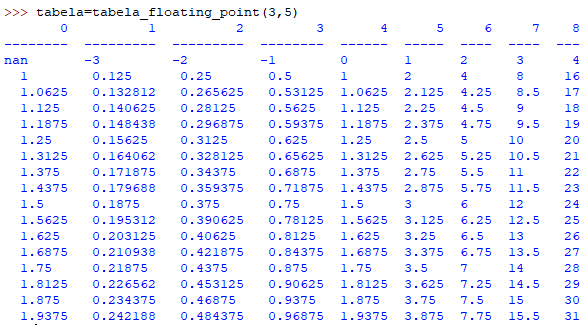 >>> tabela=tabela_floating_point(3,5)
0 1 2 3 4 5 6 7 8
-------- --------- --------- -------- ------- ----- ---- ---- ---
nan -3 -2 -1 0 1 2 3 4
1 0.125 0.25 0.5 1 2 4 8 16
1.0625 0.132812 0.265625 0.53125 1.0625 2.125 4.25 8.5 17
1.125 0.140625 0.28125 0.5625 1.125 2.25 4.5 9 18
1.1875 0.148438 0.296875 0.59375 1.1875 2.375 4.75 9.5 19
1.25 0.15625 0.3125 0.625 1.25 2.5 5 10 20
1.3125 0.164062 0.328125 0.65625 1.3125 2.625 5.25 10.5 21
1.375 0.171875 0.34375 0.6875 1.375 2.75 5.5 11 22
1.4375 0.179688 0.359375 0.71875 1.4375 2.875 5.75 11.5 23
1.5 0.1875 0.375 0.75 1.5 3 6 12 24
1.5625 0.195312 0.390625 0.78125 1.5625 3.125 6.25 12.5 25
1.625 0.203125 0.40625 0.8125 1.625 3.25 6.5 13 26
1.6875 0.210938 0.421875 0.84375 1.6875 3.375 6.75 13.5 27
1.75 0.21875 0.4375 0.875 1.75 3.5 7 14 28
1.8125 0.226562 0.453125 0.90625 1.8125 3.625 7.25 14.5 29
1.875 0.234375 0.46875 0.9375 1.875 3.75 7.5 15 30
1.9375 0.242188 0.484375 0.96875 1.9375 3.875 7.75 15.5 31